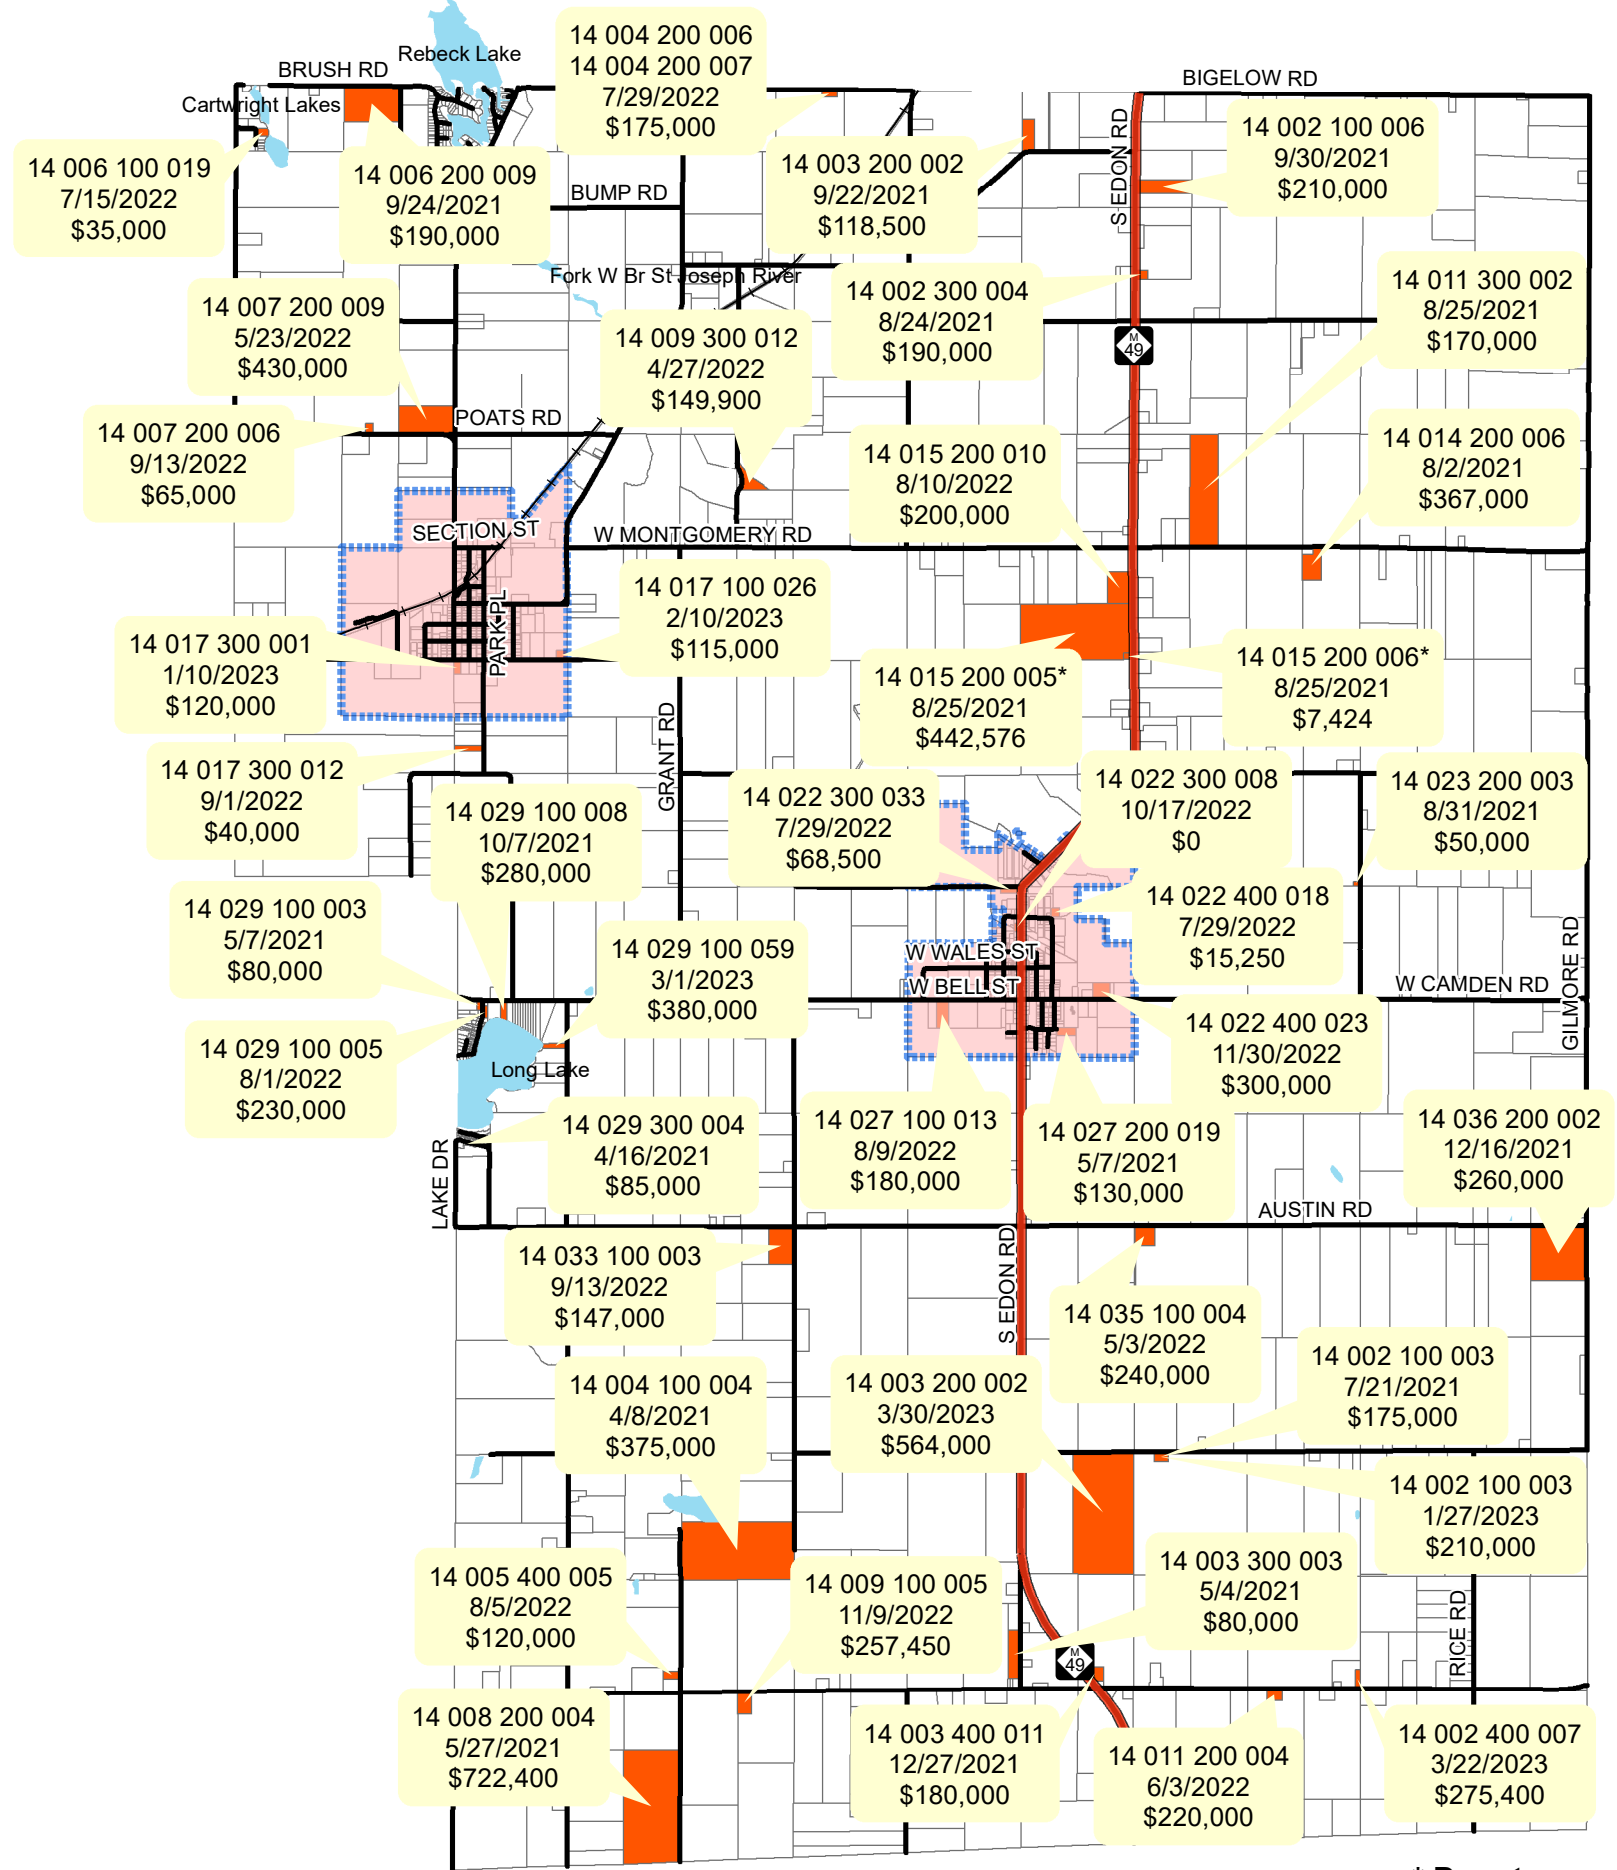 14 004 200 006
14 004 200 007
7/29/2022
$175,000
Rebeck Lake
BRUSH RD
BIGELOW RD
Cartwright Lakes
14 006 100 019
7/15/2022
$35,000
14 006 200 009
9/24/2021
$190,000
BUMP RD
14 003 200 002
9/22/2021
$118,500
S EDON RD
14 002 100 006
9/30/2021
$210,000
Fork W Br St Joseph River
14 007 200 009
5/23/2022
$430,000
14 009 300 012
4/27/2022
$149,900
14 002 300 004
8/24/2021
$190,000
M
49
14 011 300 002
8/25/2021
$170,000
POATS RD
14 007 200 006
9/13/2022
$65,000
14 015 200 010
8/10/2022
$200,000
14 014 200 006
8/2/2021
$367,000
SECTION ST
W MONTGOMERY RD
PARK PL
14 017 100 026
2/10/2023
$115,000
14 017 300 001
1/10/2023
$120,000
14 015 200 005*
8/25/2021
$442,576
14 015 200 006*
8/25/2021
$7,424
GRANT RD
14 017 300 012
9/1/2022
$40,000
14 029 100 008
10/7/2021
$280,000
14 022 300 033
7/29/2022
$68,500
14 022 300 008
10/17/2022
$0
14 023 200 003
8/31/2021
$50,000
14 029 100 003
5/7/2021
$80,000
14 029 100 059
3/1/2023
$380,000
14 022 400 018
7/29/2022
$15,250
W WALES ST
W BELL ST
W CAMDEN RD
GILMORE RD
14 029 100 005
8/1/2022
$230,000
Long Lake
14 022 400 023
11/30/2022
$300,000
14 029 300 004
4/16/2021
$85,000
14 027 100 013
8/9/2022
$180,000
14 027 200 019
5/7/2021
$130,000
14 036 200 002
12/16/2021
$260,000
LAKE DR
AUSTIN RD
14 033 100 003
9/13/2022
$147,000
S EDON RD
14 035 100 004
5/3/2022
$240,000
14 004 100 004
4/8/2021
$375,000
14 003 200 002
3/30/2023
$564,000
14 002 100 003
7/21/2021
$175,000
14 002 100 003
1/27/2023
$210,000
14 005 400 005
8/5/2022
$120,000
14 009 100 005
11/9/2022
$257,450
14 003 300 003
5/4/2021
$80,000
RICE RD
M
49
14 008 200 004
5/27/2021
$722,400
14 003 400 011
12/27/2021
$180,000
14 011 200 004
6/3/2022
$220,000
14 002 400 007
3/22/2023
$275,400